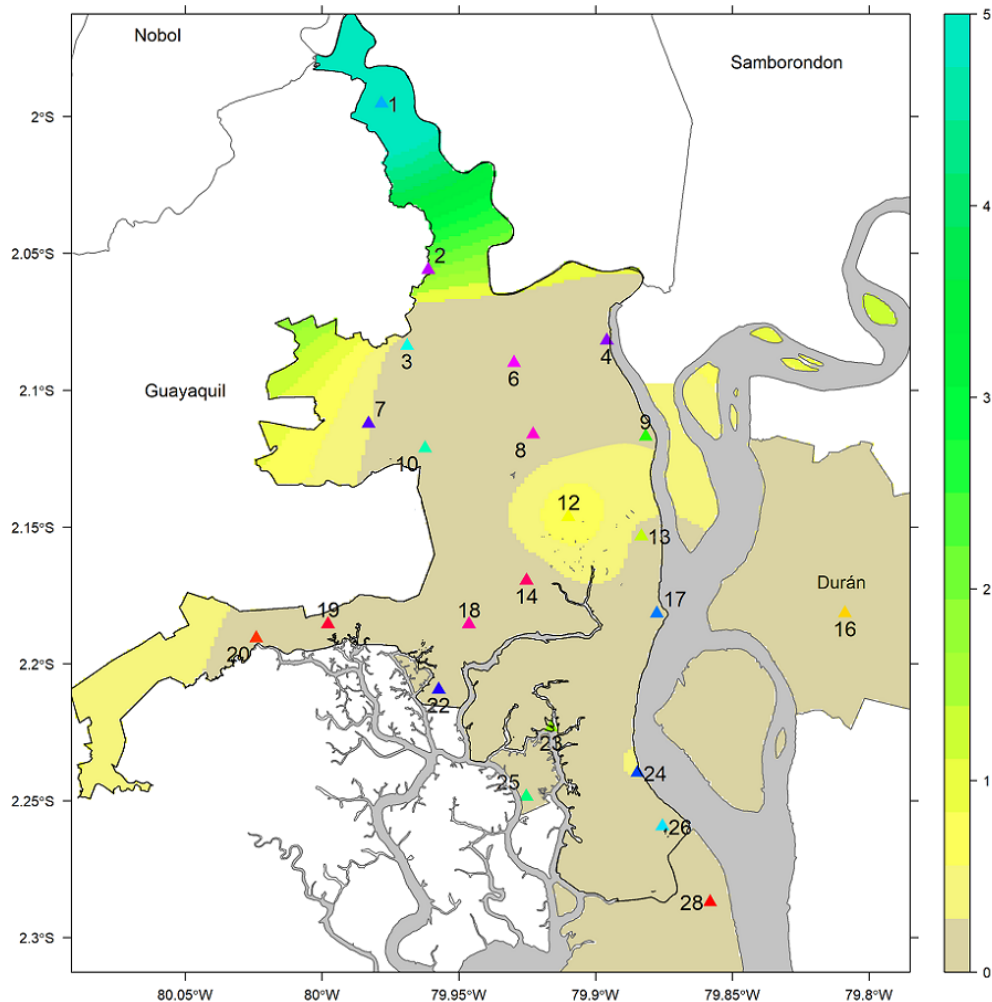 Nobol
Samborondon
5
1
2°S
4
2.05°S
2
3
4
6
3
2.1°S
Guayaquil
7
9
8
10
12
2
2.15°S
13
Durán
14
17
16
19
18
20
2.2°S
22
23
1
24
25
2.25°S
26
28
2.3°S
0
80.05°W
80°W
79.95°W
79.9°W
79.85°W
79.8°W